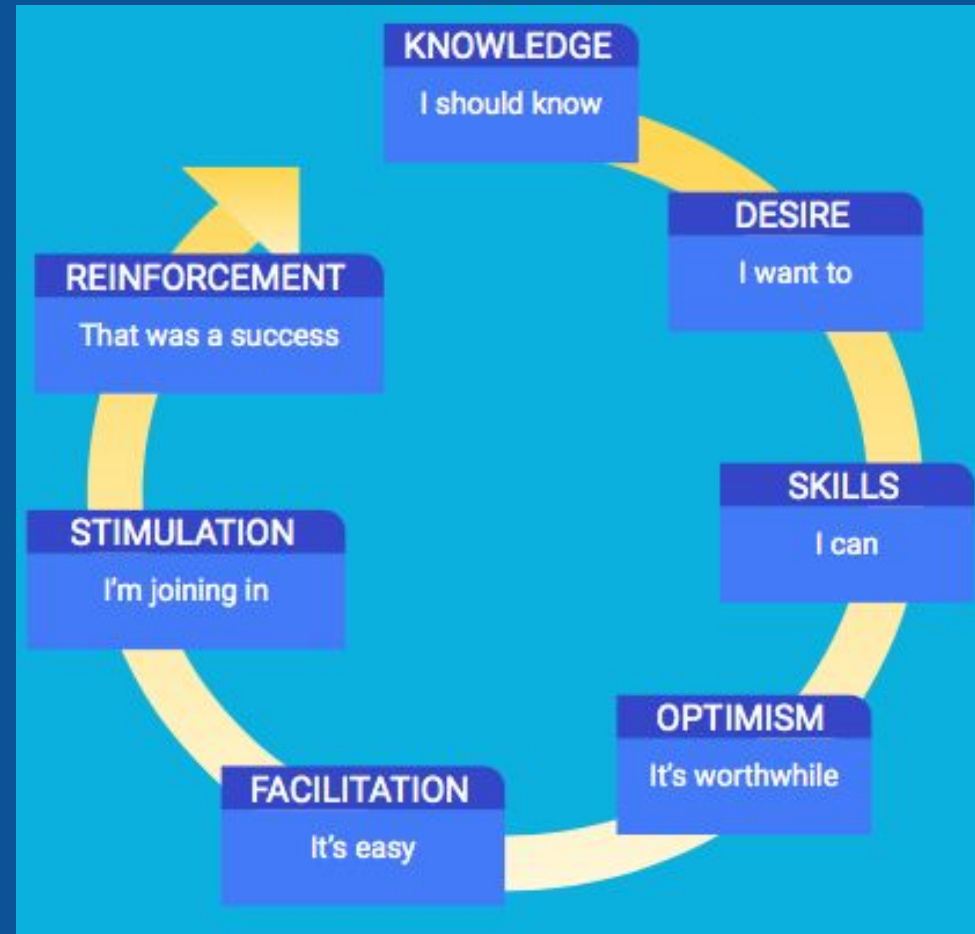 KNOWLEDGE
I should know
DESIRE
I want to
SKILLS
I can
OPTIMISM
It's worthwhile
FACILITATION
It's easy
STIMULATION
I'm joining in
REINFORCEMENT
That was a success